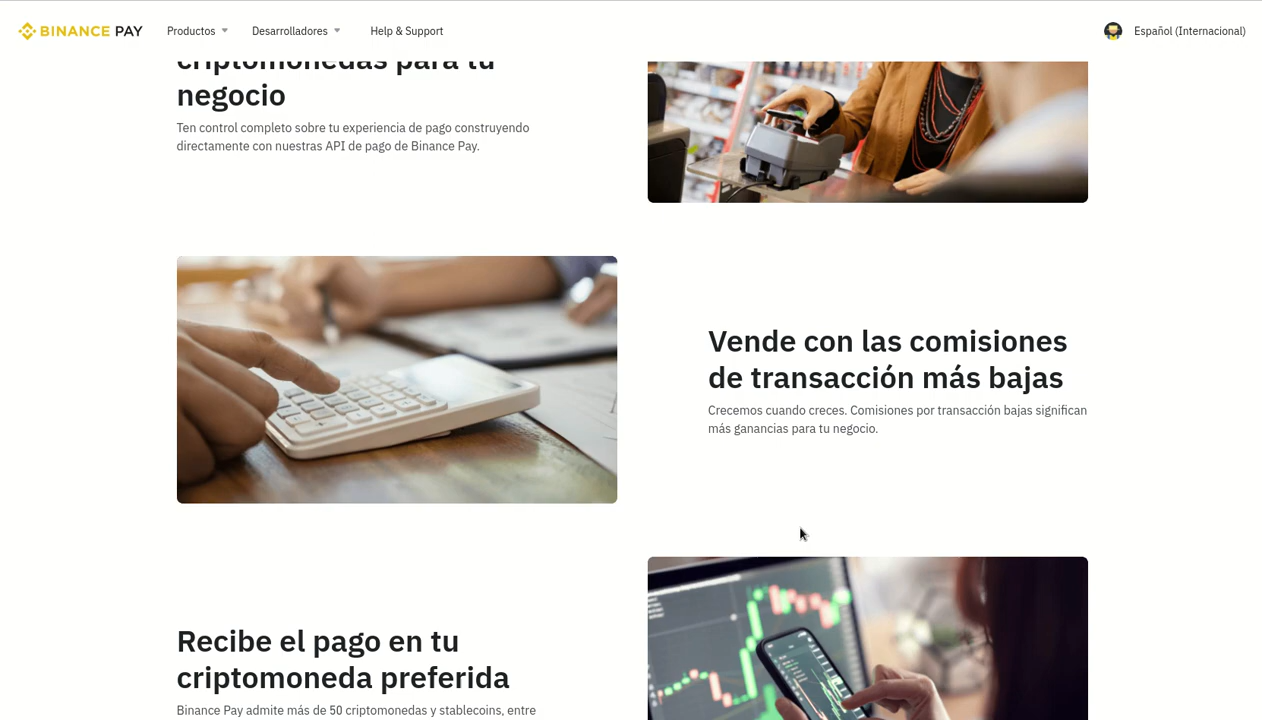 BINANCE PAY
Productos
Desarrolladores
Help & Support
Español (Internacional)
criptomonedas para tu
negocio
Ten control completo sobre tu experiencia de pago construyendo
directamente con nuestras API de pago de Binance Pay.
Vende con las comisiones
de transacción más bajas
Crecemos cuando creces. Comisiones por transacción bajas significan
más ganancias para tu negocio.
Recibe el pago en tu
criptomoneda preferida
Binance Pay admite más de 50 criptomonedas y stablecoins, entre